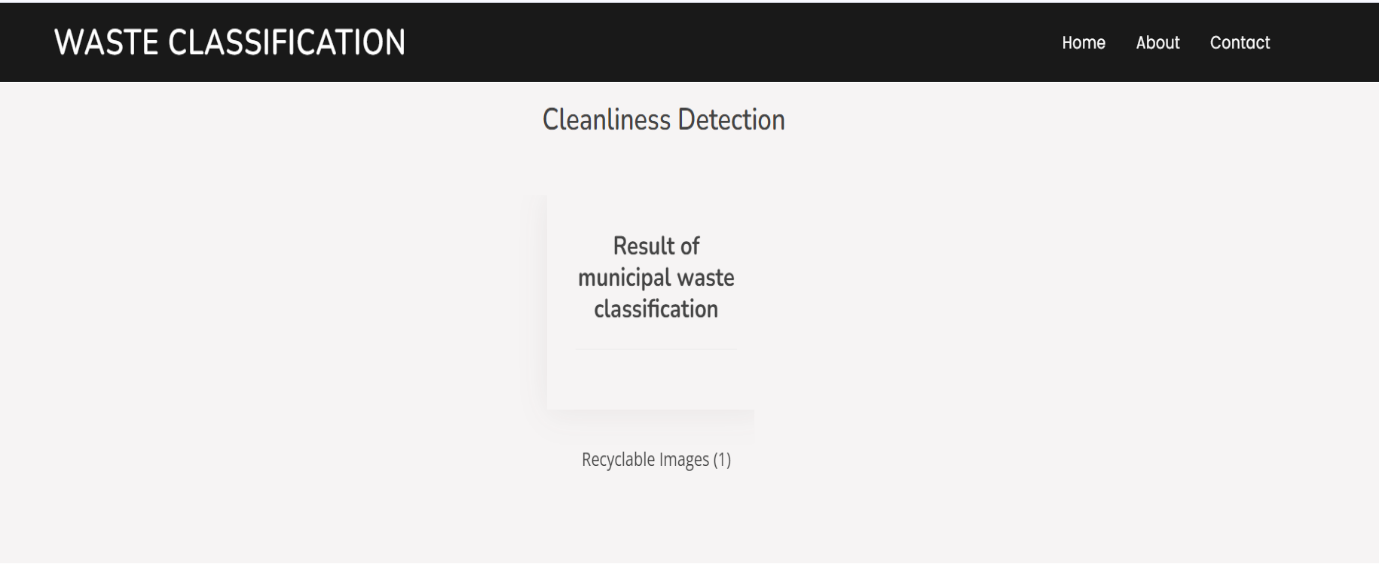 WASTE CLASSIFICATION
Home About Contact
Cleanliness Detection
Result of
municipal waste
classification
Recyclable Images (1)